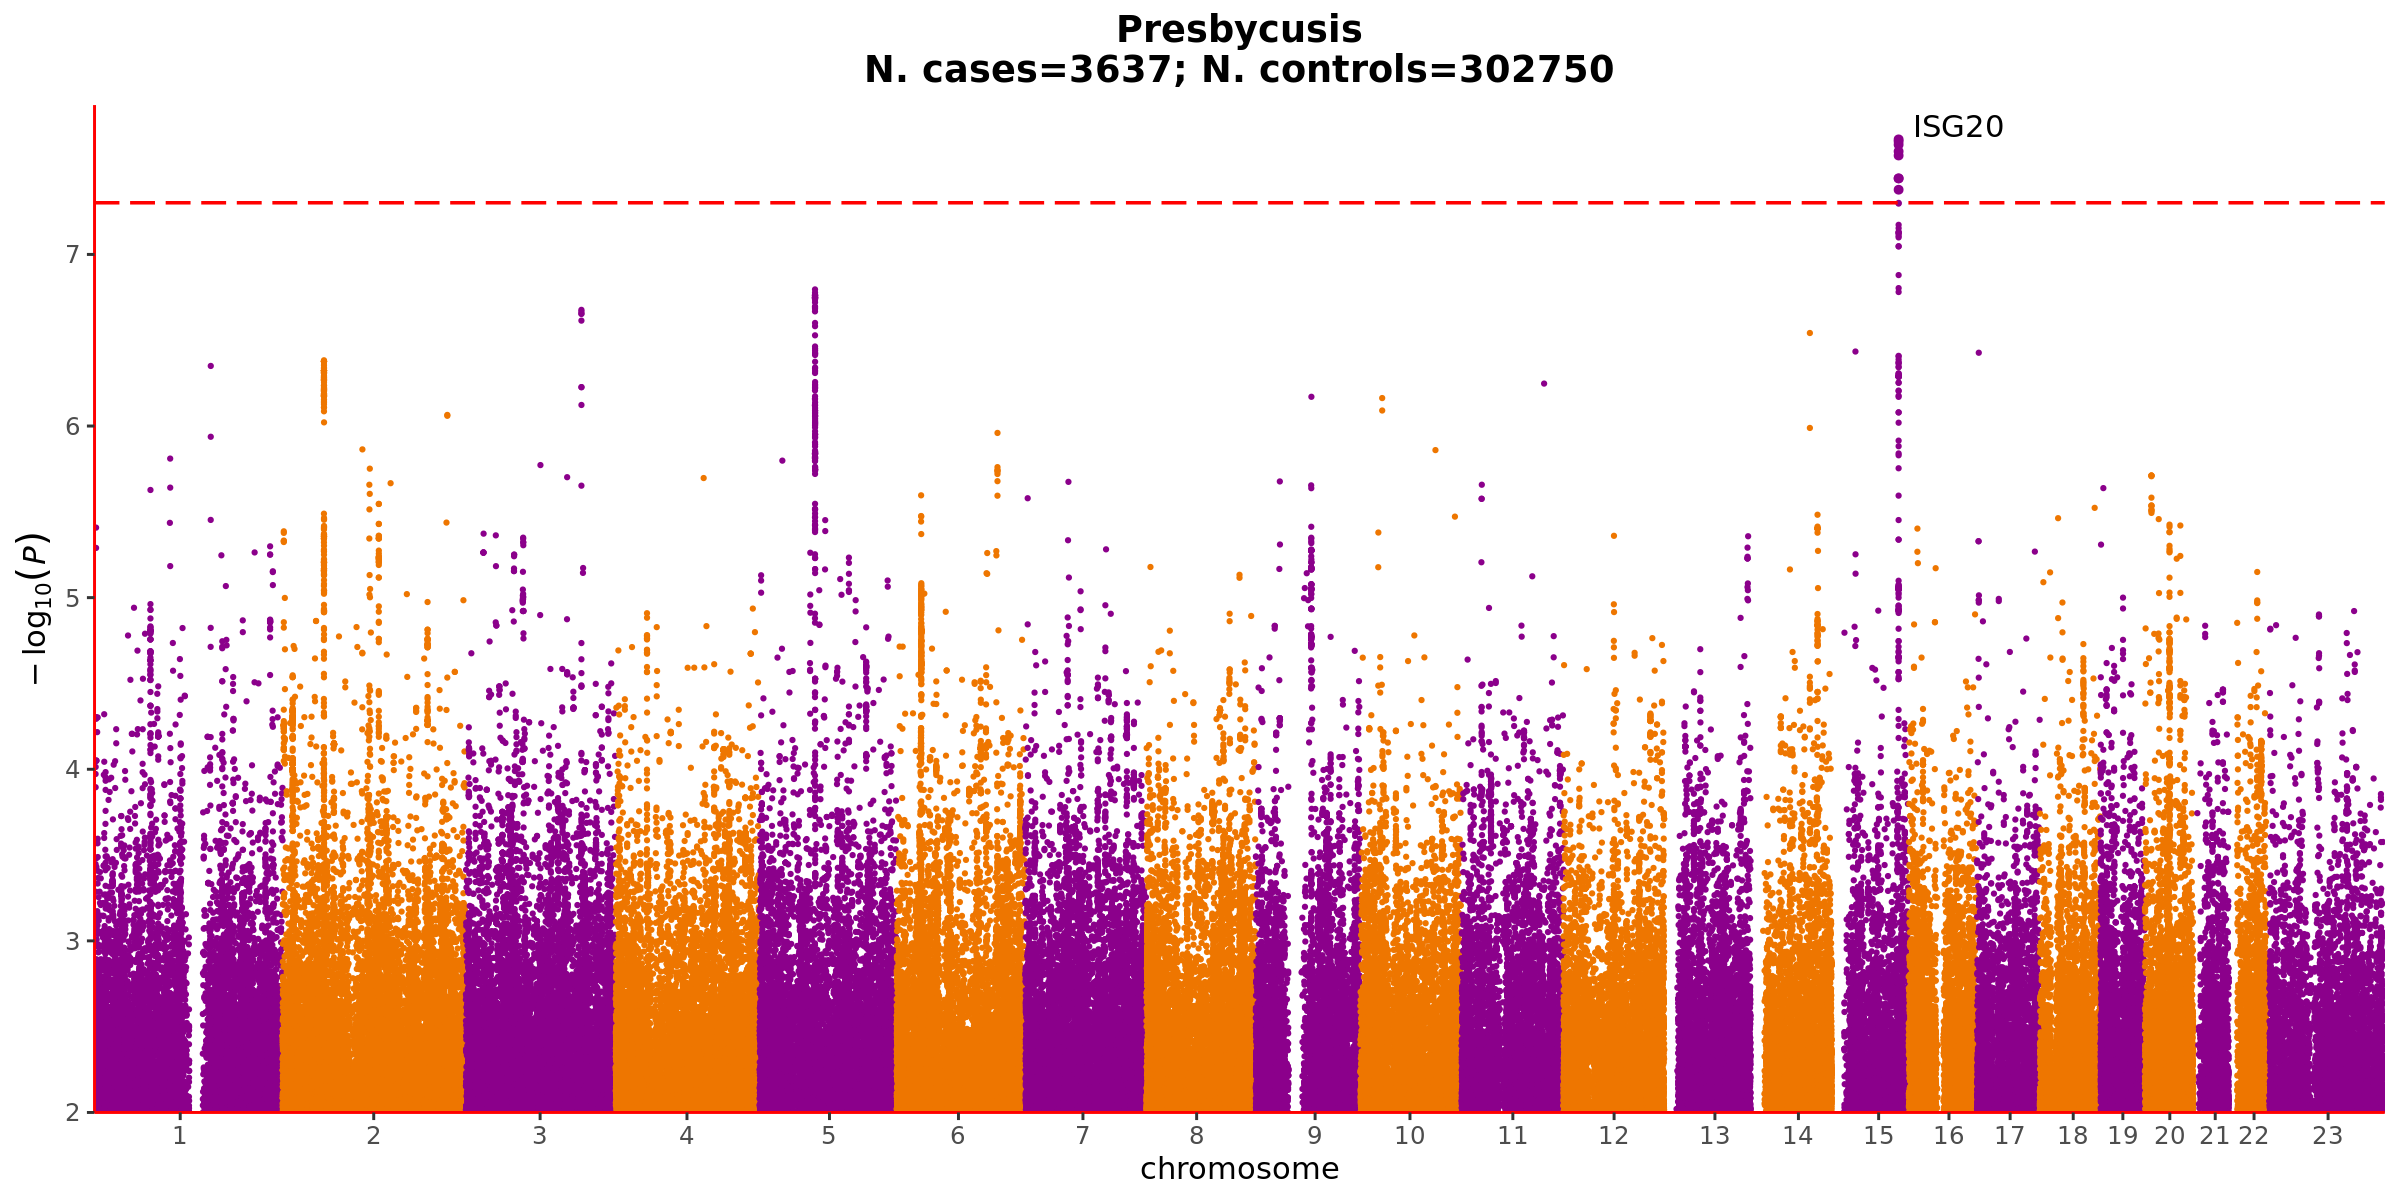 Presbycusis
N. cases=3637; N. controls=302750
ISG20
7
6
5
4
3
2
−log₁₀(P)
1 2 3 4 5 6 7 8 9 10 11 12 13 14 15 16 17 18 19 20 21 22 23
chromosome